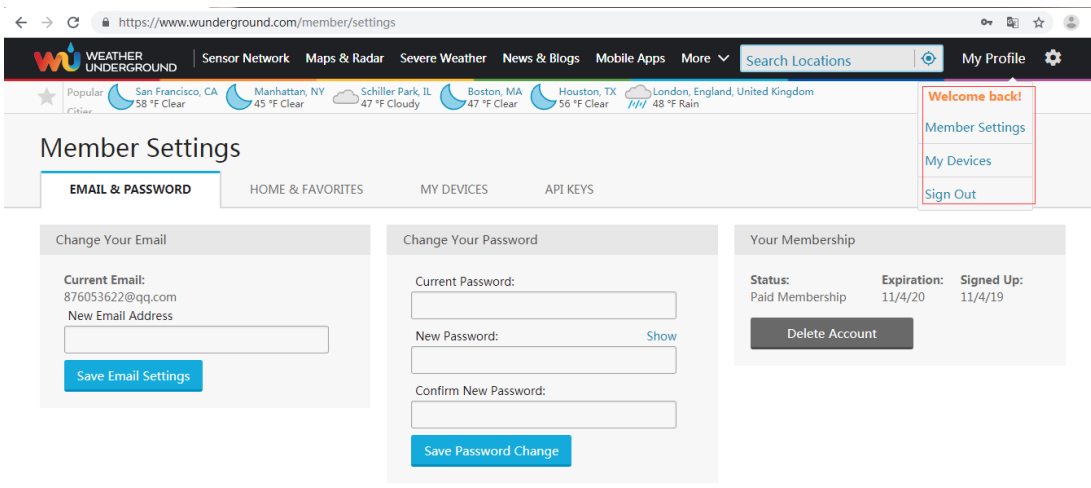 https://www.wunderground.com/member/settings
WEATHER UNDERGROUND
Sensor Network Maps & Radar Severe Weather News & Blogs Mobile Apps More Search Locations My Profile
Popular Cities
San Francisco, CA
58 °F Clear
Manhattan, NY
45 °F Clear
Schiller Park, IL
47 °F Cloudy
Boston, MA
47 °F Clear
Houston, TX
56 °F Clear
London, England, United Kingdom
48 °F Rain
Welcome back!
Member Settings
My Devices
Sign Out
Member Settings
EMAIL & PASSWORD HOME & FAVORITES MY DEVICES API KEYS
Change Your Email
Current Email:
876053622@qq.com
New Email Address
Save Email Settings
Change Your Password
Current Password:
New Password: Show
Confirm New Password:
Save Password Change
Your Membership
Status: Expiration: Signed Up:
Paid Membership 11/4/20 11/4/19
Delete Account